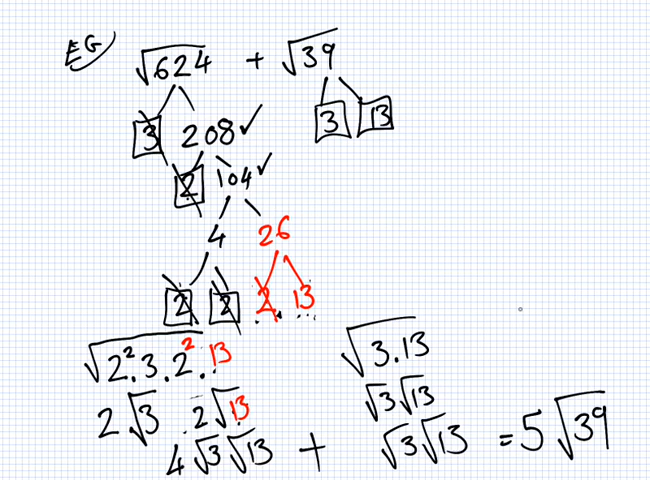 EG
√624 + √39
3 208✓ 3 13
2 104✓
4 26
2 2 2 13
√2².3.2².13 √3.13
2√3 .2√13 √3√13
4√3√13 + √3√13 = 5√39